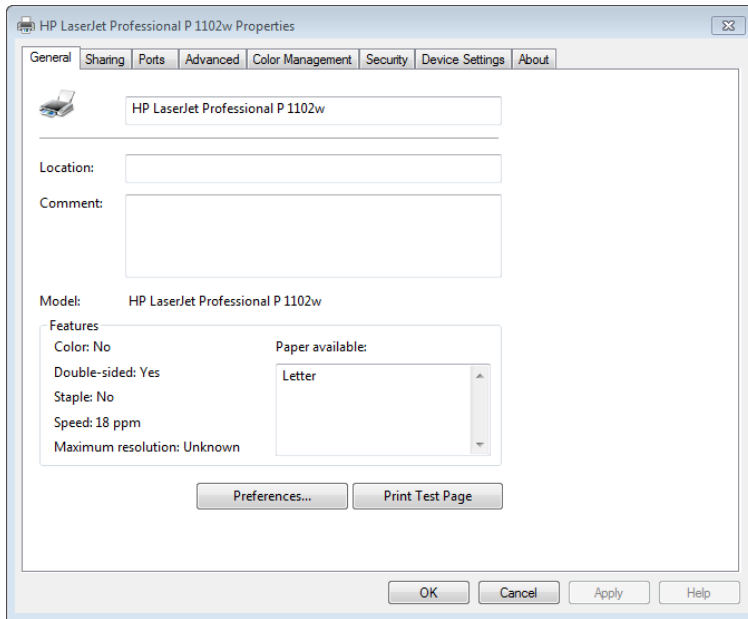 HP LaserJet Professional P 1102w Properties
General Sharing Ports Advanced Color Management Security Device Settings About
HP LaserJet Professional P 1102w
Location:
Comment:
Model: HP LaserJet Professional P 1102w
Features
Color: No Paper available:
Double-sided: Yes Letter
Staple: No
Speed: 18 ppm
Maximum resolution: Unknown
Preferences... Print Test Page
OK Cancel Apply Help